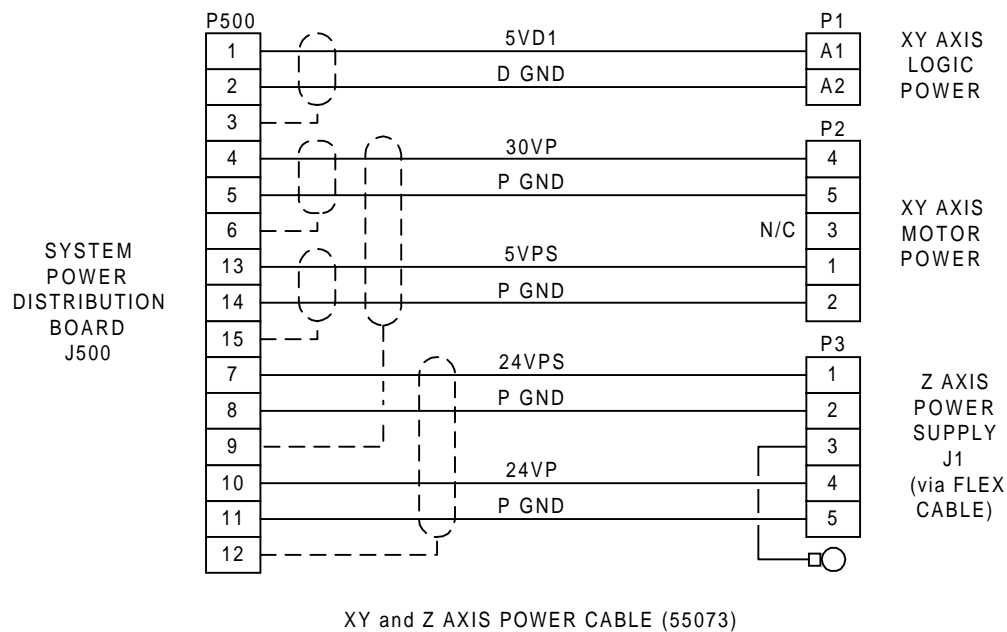 P500
P1
1
5VD1
A1
XY AXIS
LOGIC
POWER
2
D GND
A2
3
P2
4
30VP
4
5
P GND
5
6
N/C
3
XY AXIS
MOTOR
POWER
13
5VPS
1
14
P GND
2
15
SYSTEM
POWER
DISTRIBUTION
BOARD
J500
P3
7
24VPS
1
8
P GND
2
9
3
10
24VP
4
11
P GND
5
12
Z AXIS
POWER
SUPPLY
J1
(via FLEX
CABLE)
XY and Z AXIS POWER CABLE (55073)